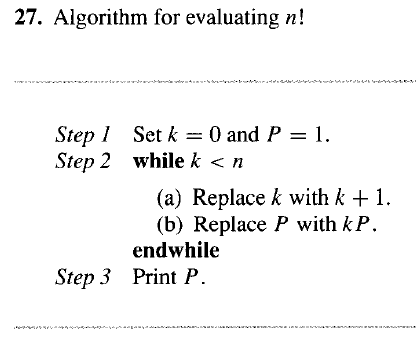 27. Algorithm for evaluating n!
Step 1 Set k = 0 and P = 1.
Step 2 while k < n
(a) Replace k with k + 1.
(b) Replace P with kP.
endwhile
Step 3 Print P.